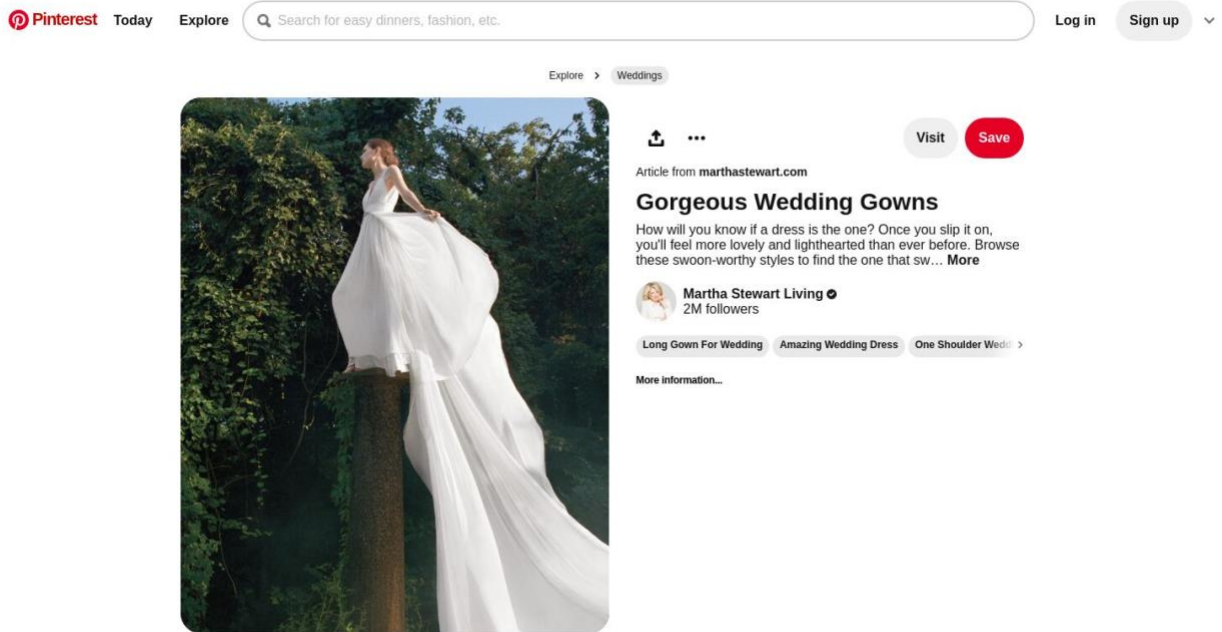 Pinterest
Today
Explore
Search for easy dinners, fashion, etc.
Log in
Sign up
Explore
Weddings
Visit
Save
Article from marthastewart.com
Gorgeous Wedding Gowns
How will you know if a dress is the one? Once you slip it on,
you'll feel more lovely and lighthearted than ever before. Browse
these swoon-worthy styles to find the one that sw… More
Martha Stewart Living
2M followers
Long Gown For Wedding
Amazing Wedding Dress
One Shoulder Wedd
More information...